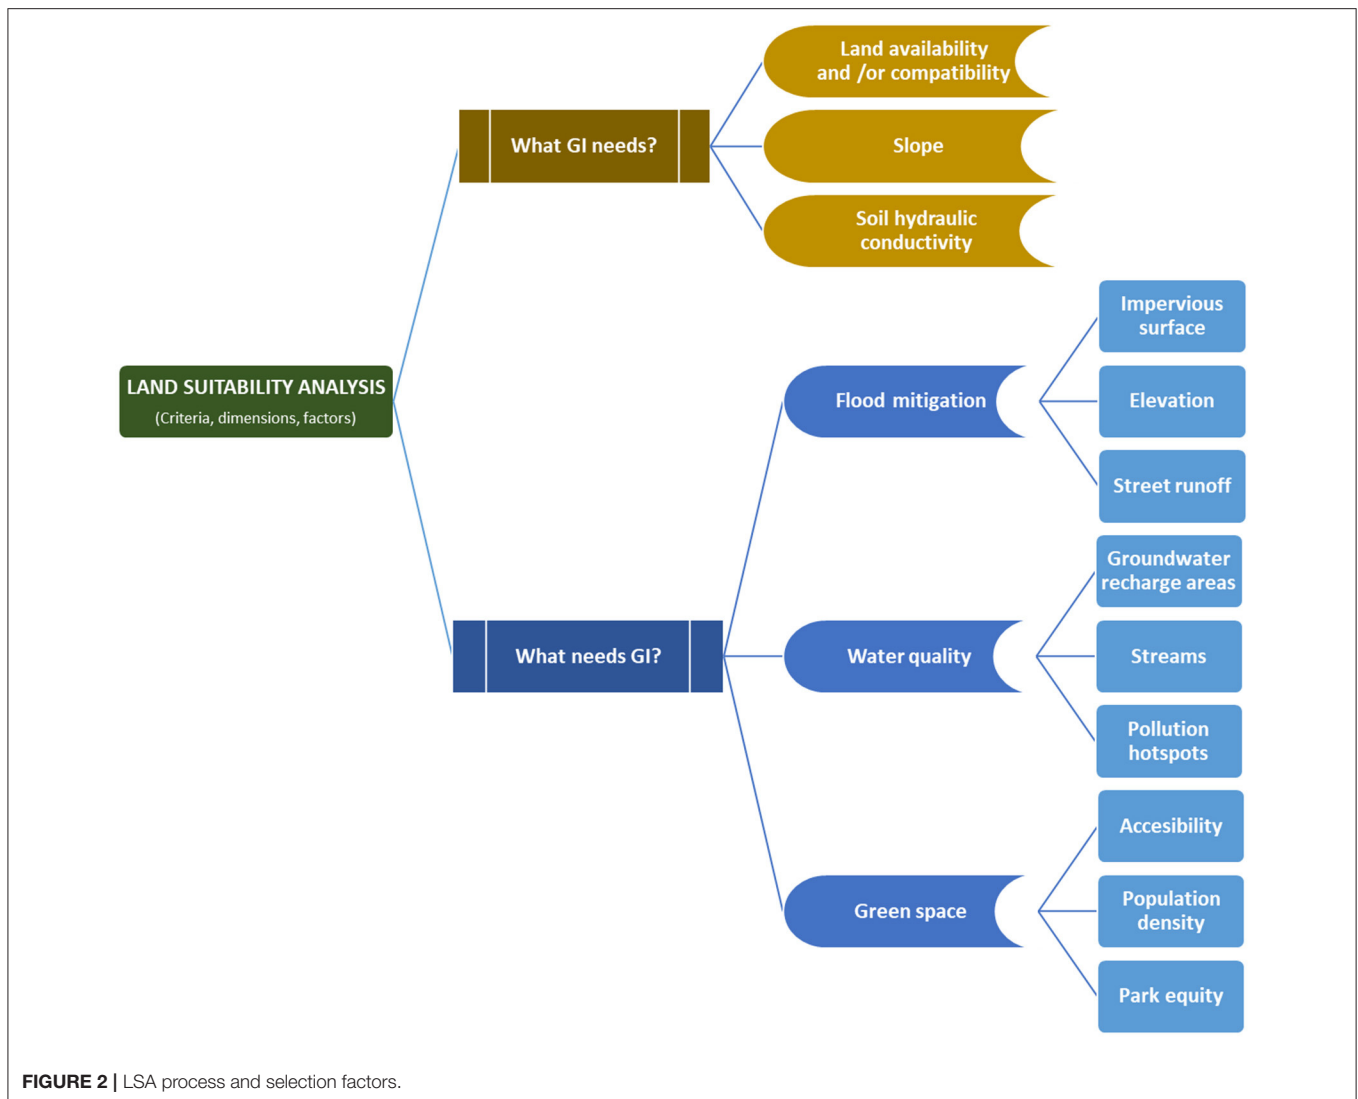 Land availability
and /or compatibility
What GI needs?
Slope
Soil hydraulic
conductivity
LAND SUITABILITY ANALYSIS
(Criteria, dimensions, factors)
Impervious
surface
Flood mitigation
Elevation
Street runoff
Groundwater
recharge areas
What needs GI?
Water quality
Streams
Pollution
hotspots
Accesibility
Green space
Population
density
Park equity
FIGURE 2 | LSA process and selection factors.